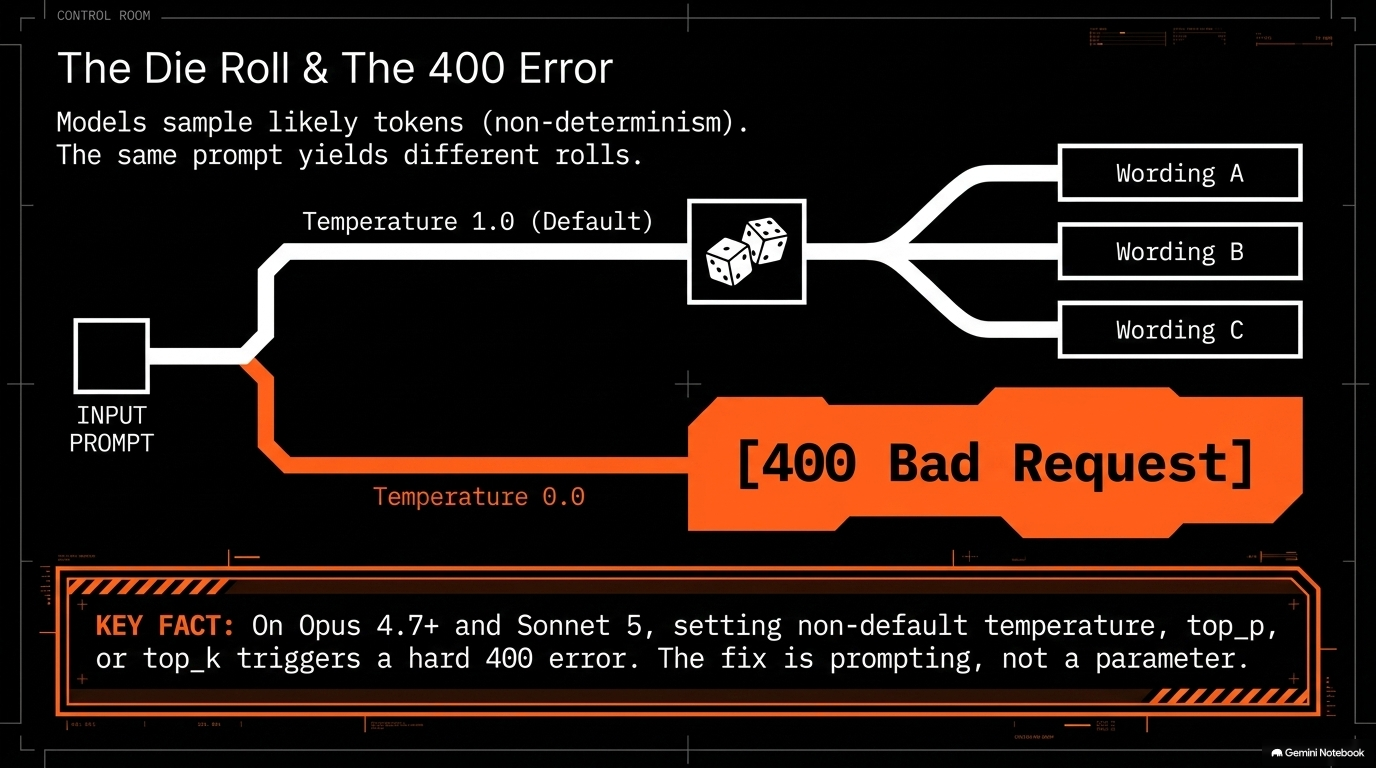 CONTROL ROOM
The Die Roll & The 400 Error
Models sample likely tokens (non-determinism).
The same prompt yields different rolls.
Temperature 1.0 (Default)
Wording A
Wording B
Wording C
INPUT
PROMPT
[400 Bad Request]
Temperature 0.0
KEY FACT: On Opus 4.7+ and Sonnet 5, setting non-default temperature, top_p,
or top_k triggers a hard 400 error. The fix is prompting, not a parameter.
Gemini Notebook